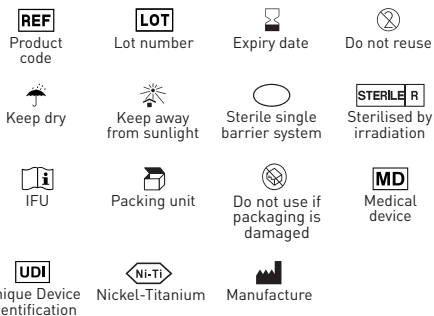 REF
LOT
Product
code
Lot number
Expiry date
Do not reuse
2
STERILE R
Keep dry
Keep away
from sunlight
Sterile single
barrier system
Sterilised by
irradiation
i
MD
IFU
Packing unit
Do not use if
packaging is
damaged
Medical
device
UDI
Ni-Ti
nique Device
entification
Nickel-Titanium
Manufacture